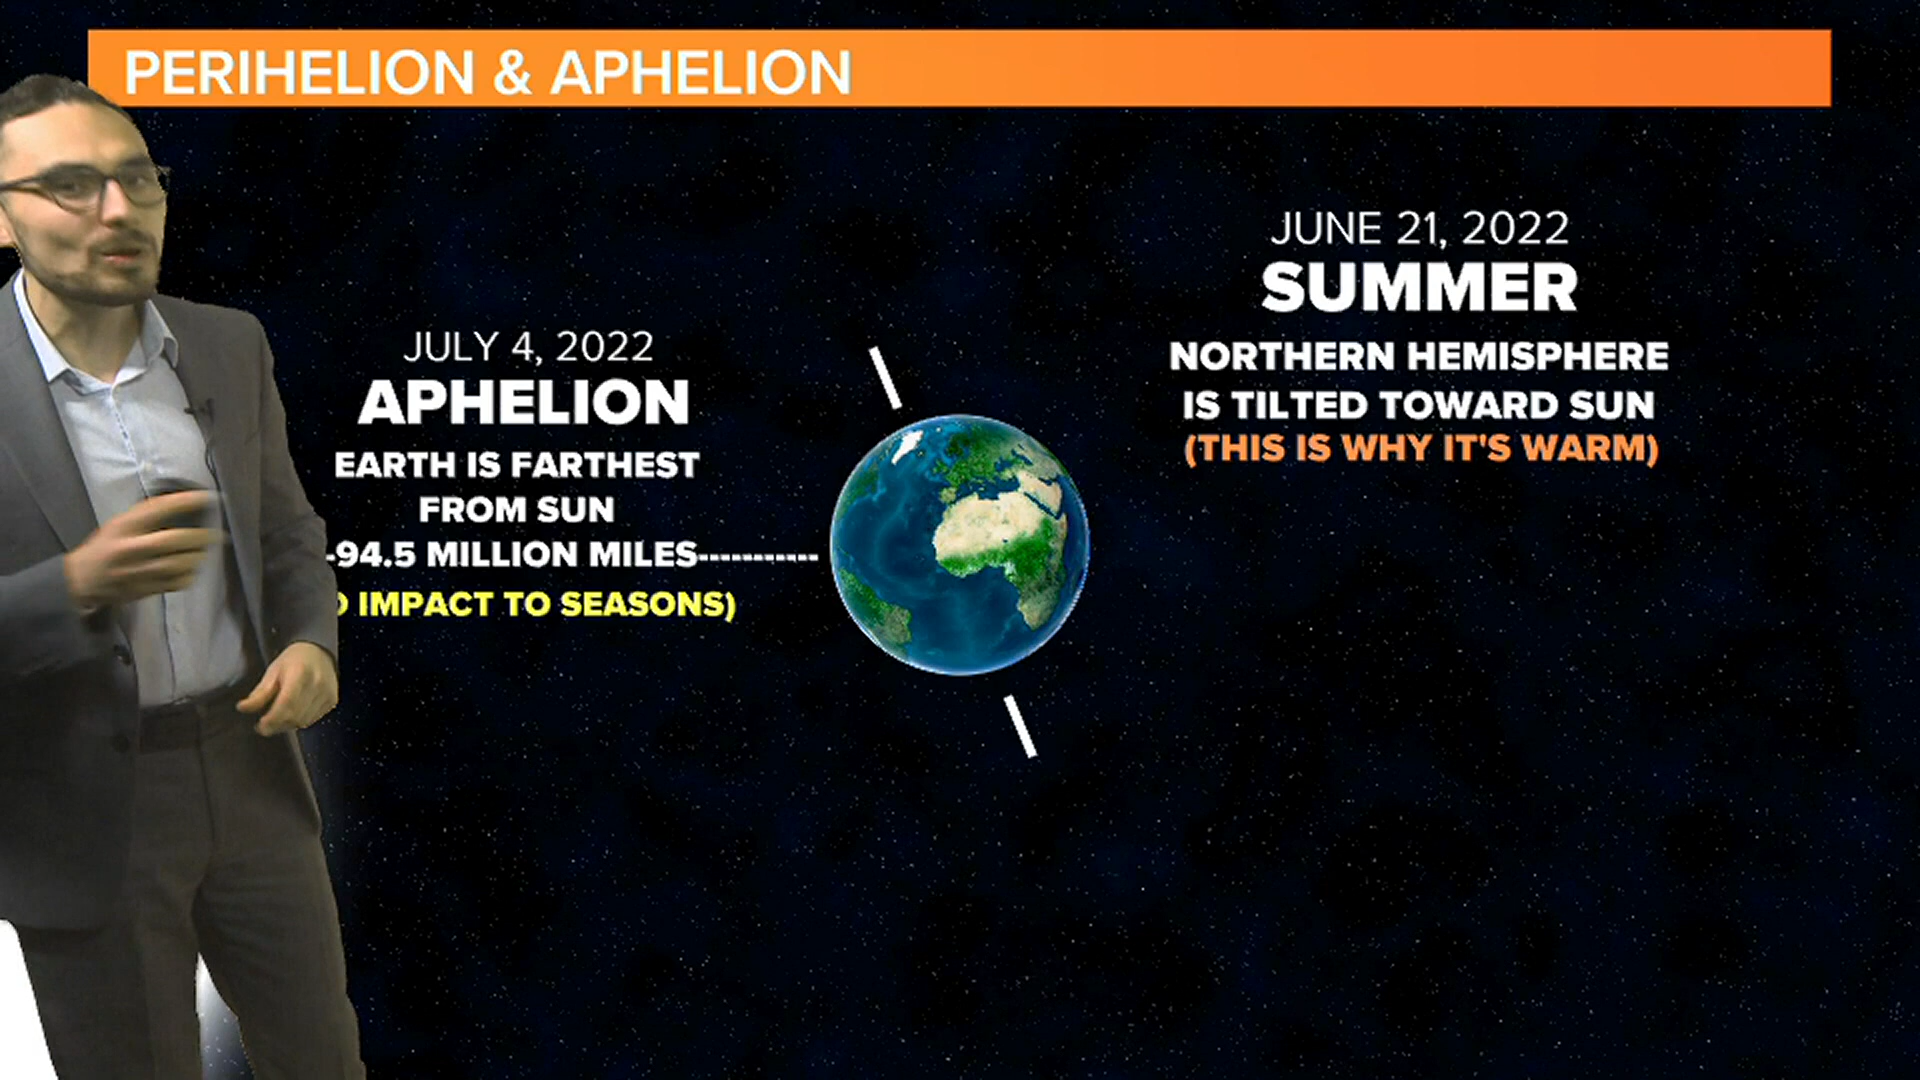 PERIHELION & APHELION
JULY 4, 2022
APHELION
EARTH IS FARTHEST
FROM SUN
-94.5 MILLION MILES-----------
IMPACT TO SEASONS)
JUNE 21, 2022
SUMMER
NORTHERN HEMISPHERE
IS TILTED TOWARD SUN
(THIS IS WHY IT'S WARM)